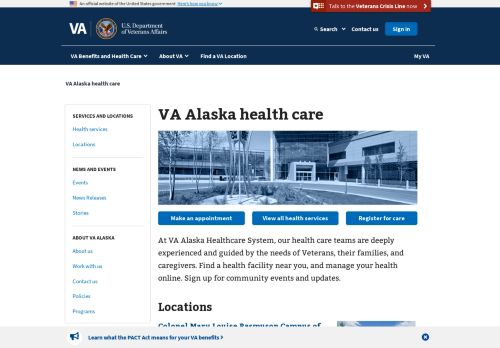 An official website of the United States government Here's how you know
Talk to the Veterans Crisis Line now
VA
U.S. Department
of Veterans Affairs
Search
Contact us
Sign in
VA Benefits and Health Care
About VA
Find a VA Location
My VA
VA Alaska health care
SERVICES AND LOCATIONS
Health services
Locations
NEWS AND EVENTS
Events
News Releases
Stories
ABOUT VA ALASKA
About us
Work with us
Contact us
Policies
Programs
VA Alaska health care
Make an appointment
View all health services
Register for care
At VA Alaska Healthcare System, our health care teams are deeply
experienced and guided by the needs of Veterans, their families, and
caregivers. Find a health facility near you, and manage your health
online. Sign up for community events and updates.
Locations
Colonel Mary Louise Rasmuson Campus of
Learn what the PACT Act means for your VA benefits